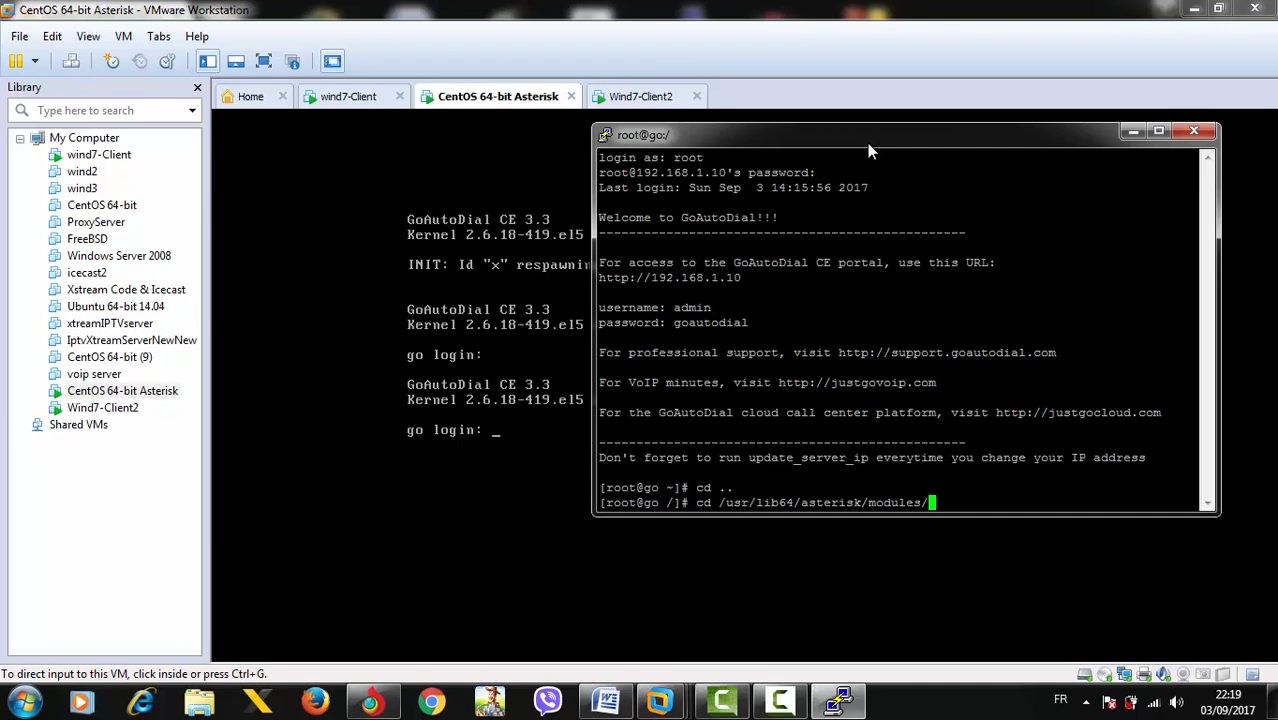 CentOS 64-bit Asterisk - VMware Workstation
File Edit View VM Tabs Help
Library
Type here to search
My Computer
wind7-Client
wind2
wind3
CentOS 64-bit
ProxyServer
FreeBSD
Windows Server 2008
icecast2
Xstream Code & Icecast
Ubuntu 64-bit 14.04
xtreamIPTVserver
IptvXtreamServerNewNew
CentOS 64-bit (9)
voip server
CentOS 64-bit Asterisk
Wind7-Client2
Shared VMs
Home wind7-Client CentOS 64-bit Asterisk Wind7-Client2
GoAutoDial CE 3.3
Kernel 2.6.18-419.el5
INIT: Id "x" respawnin
GoAutoDial CE 3.3
Kernel 2.6.18-419.el5
go login:
GoAutoDial CE 3.3
Kernel 2.6.18-419.el5
go login: _
root@go:/
login as: root
root@192.168.1.10's password:
Last login: Sun Sep  3 14:15:56 2017
Welcome to GoAutoDial!!!
-------------------------------------------------
For access to the GoAutoDial CE portal, use this URL:
http://192.168.1.10
username: admin
password: goautodial
For professional support, visit http://support.goautodial.com
For VoIP minutes, visit http://justgovoip.com
For the GoAutoDial cloud call center platform, visit http://justgocloud.com
-------------------------------------------------
Don't forget to run update_server_ip everytime you change your IP address
[root@go ~]# cd ..
[root@go /]# cd /usr/lib64/asterisk/modules/
To direct input to this VM, click inside or press Ctrl+G.
FR
22:19
03/09/2017